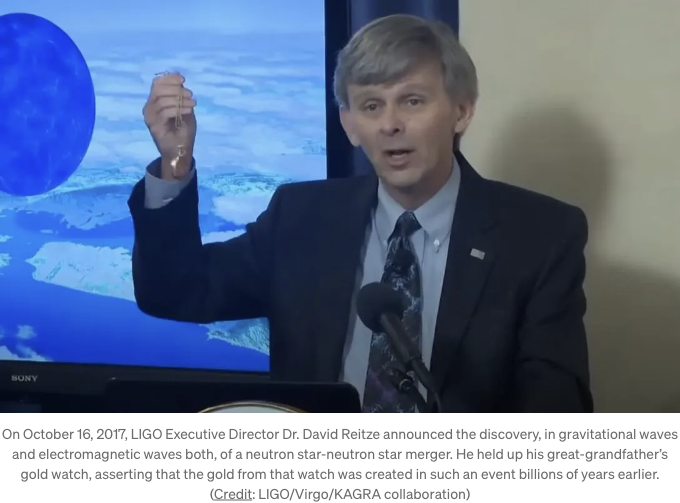 SONY
On October 16, 2017, LIGO Executive Director Dr. David Reitze announced the discovery, in gravitational waves
and electromagnetic waves both, of a neutron star-neutron star merger. He held up his great-grandfather’s
gold watch, asserting that the gold from that watch was created in such an event billions of years earlier.
(Credit: LIGO/Virgo/KAGRA collaboration)